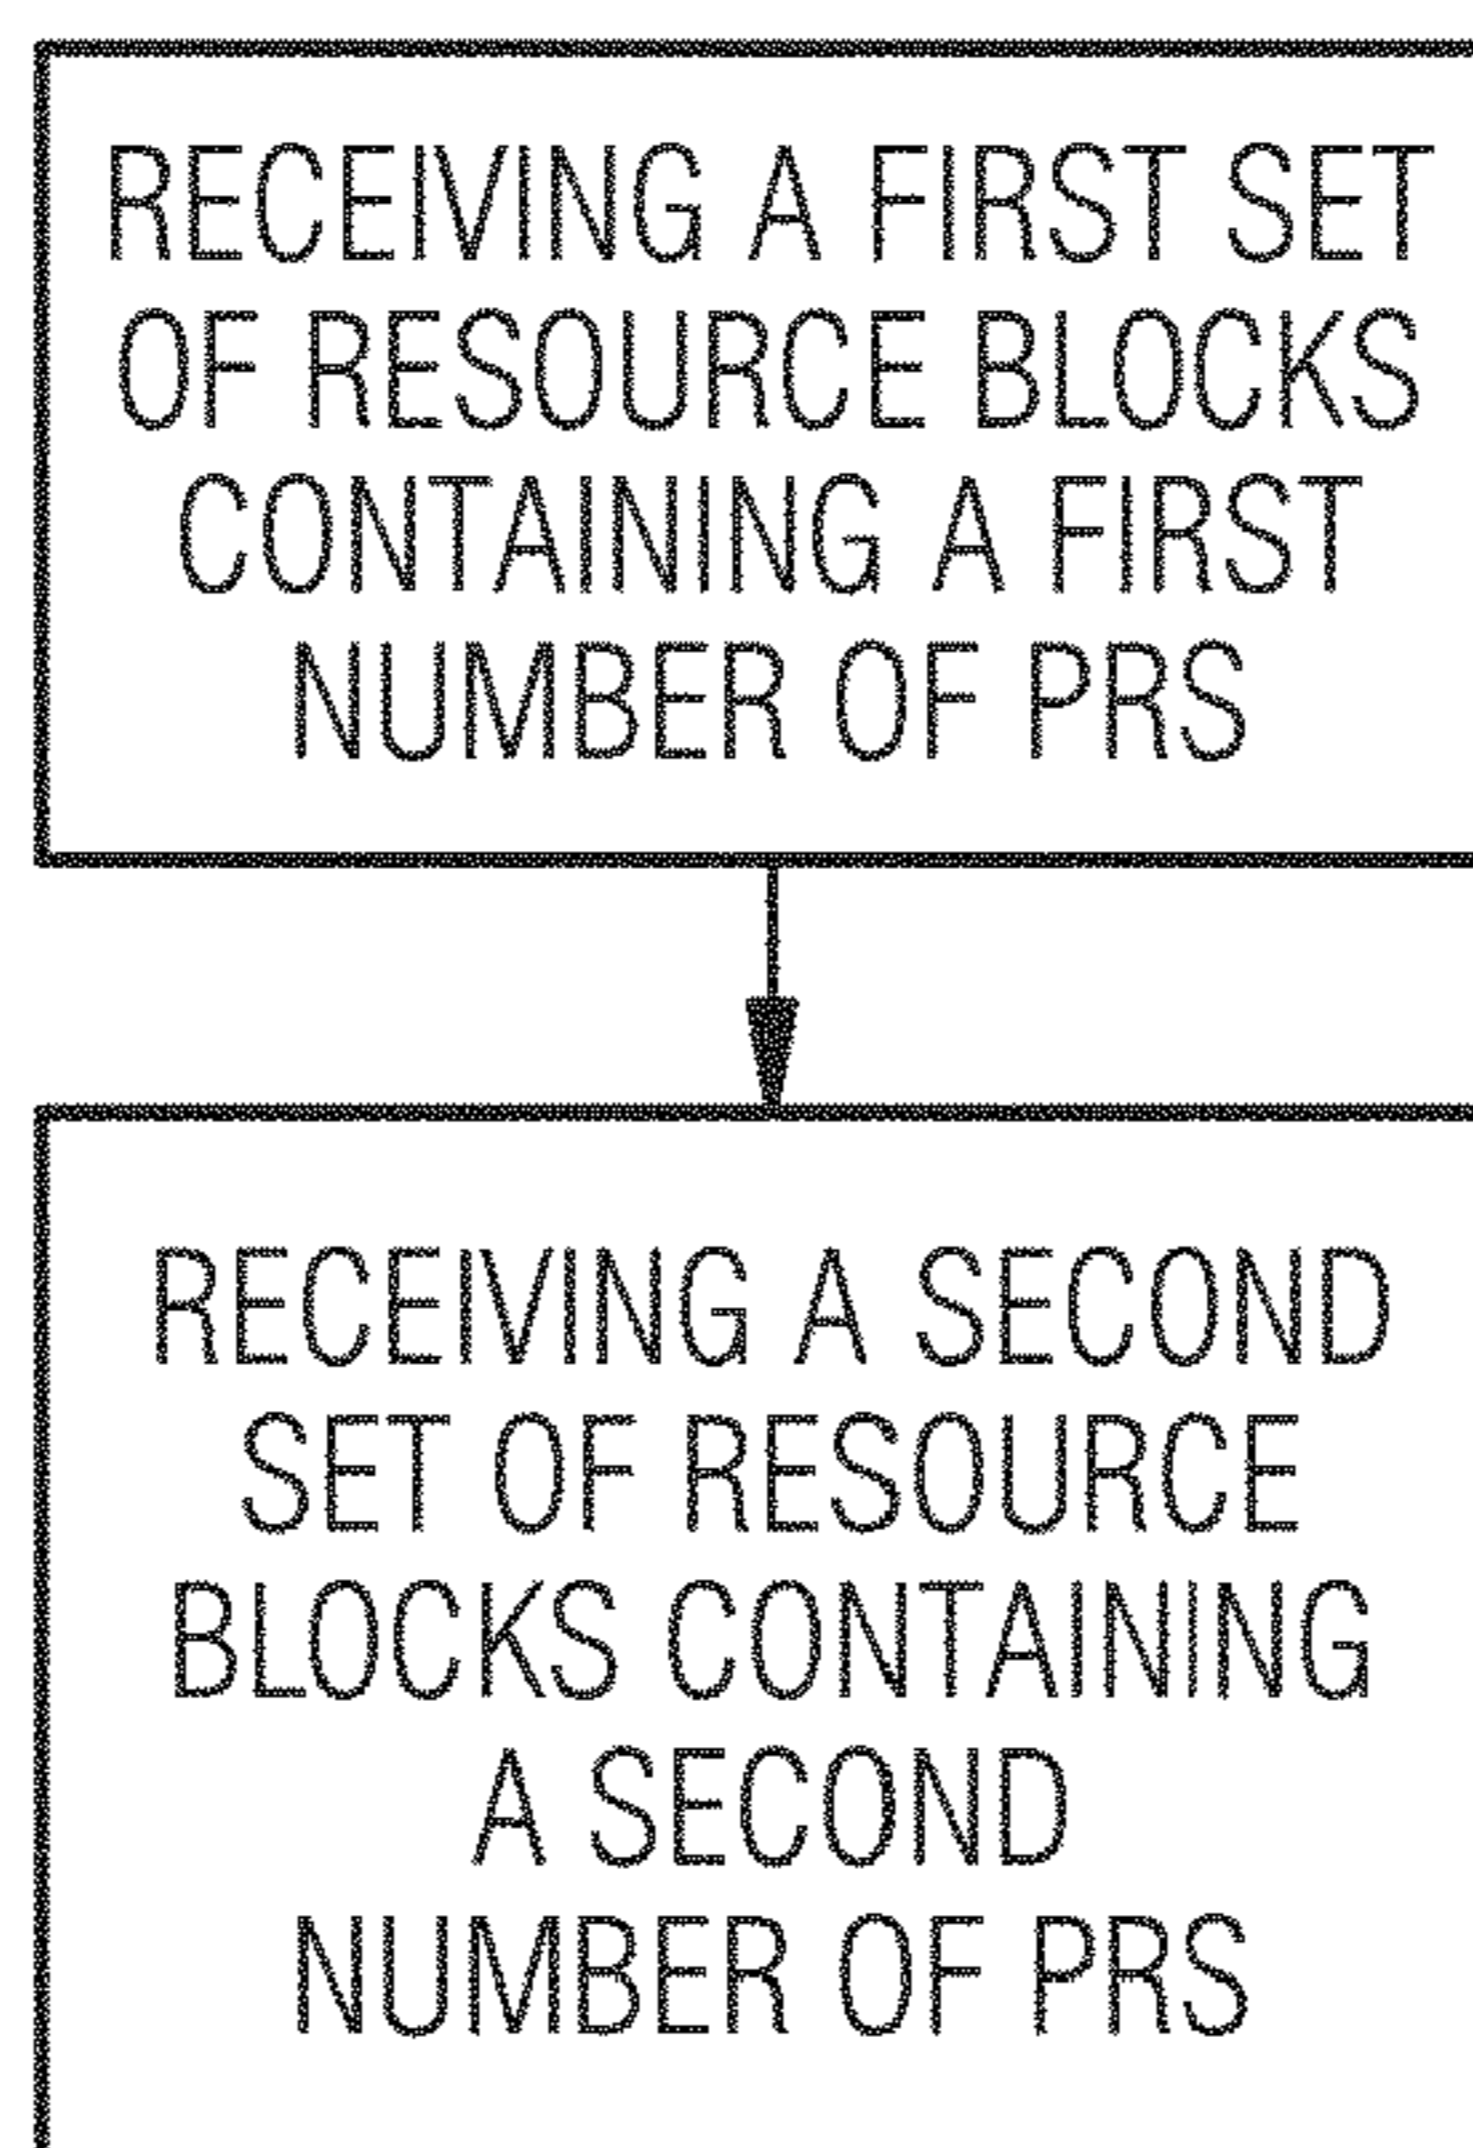 RECEIVING A FIRST SET
OF RESOURCE BLOCKS
CONTAINING A FIRST
NUMBER OF PRS
RECEIVING A SECOND
SET OF RESOURCE
BLOCKS CONTAINING
A SECOND
NUMBER OF PRS